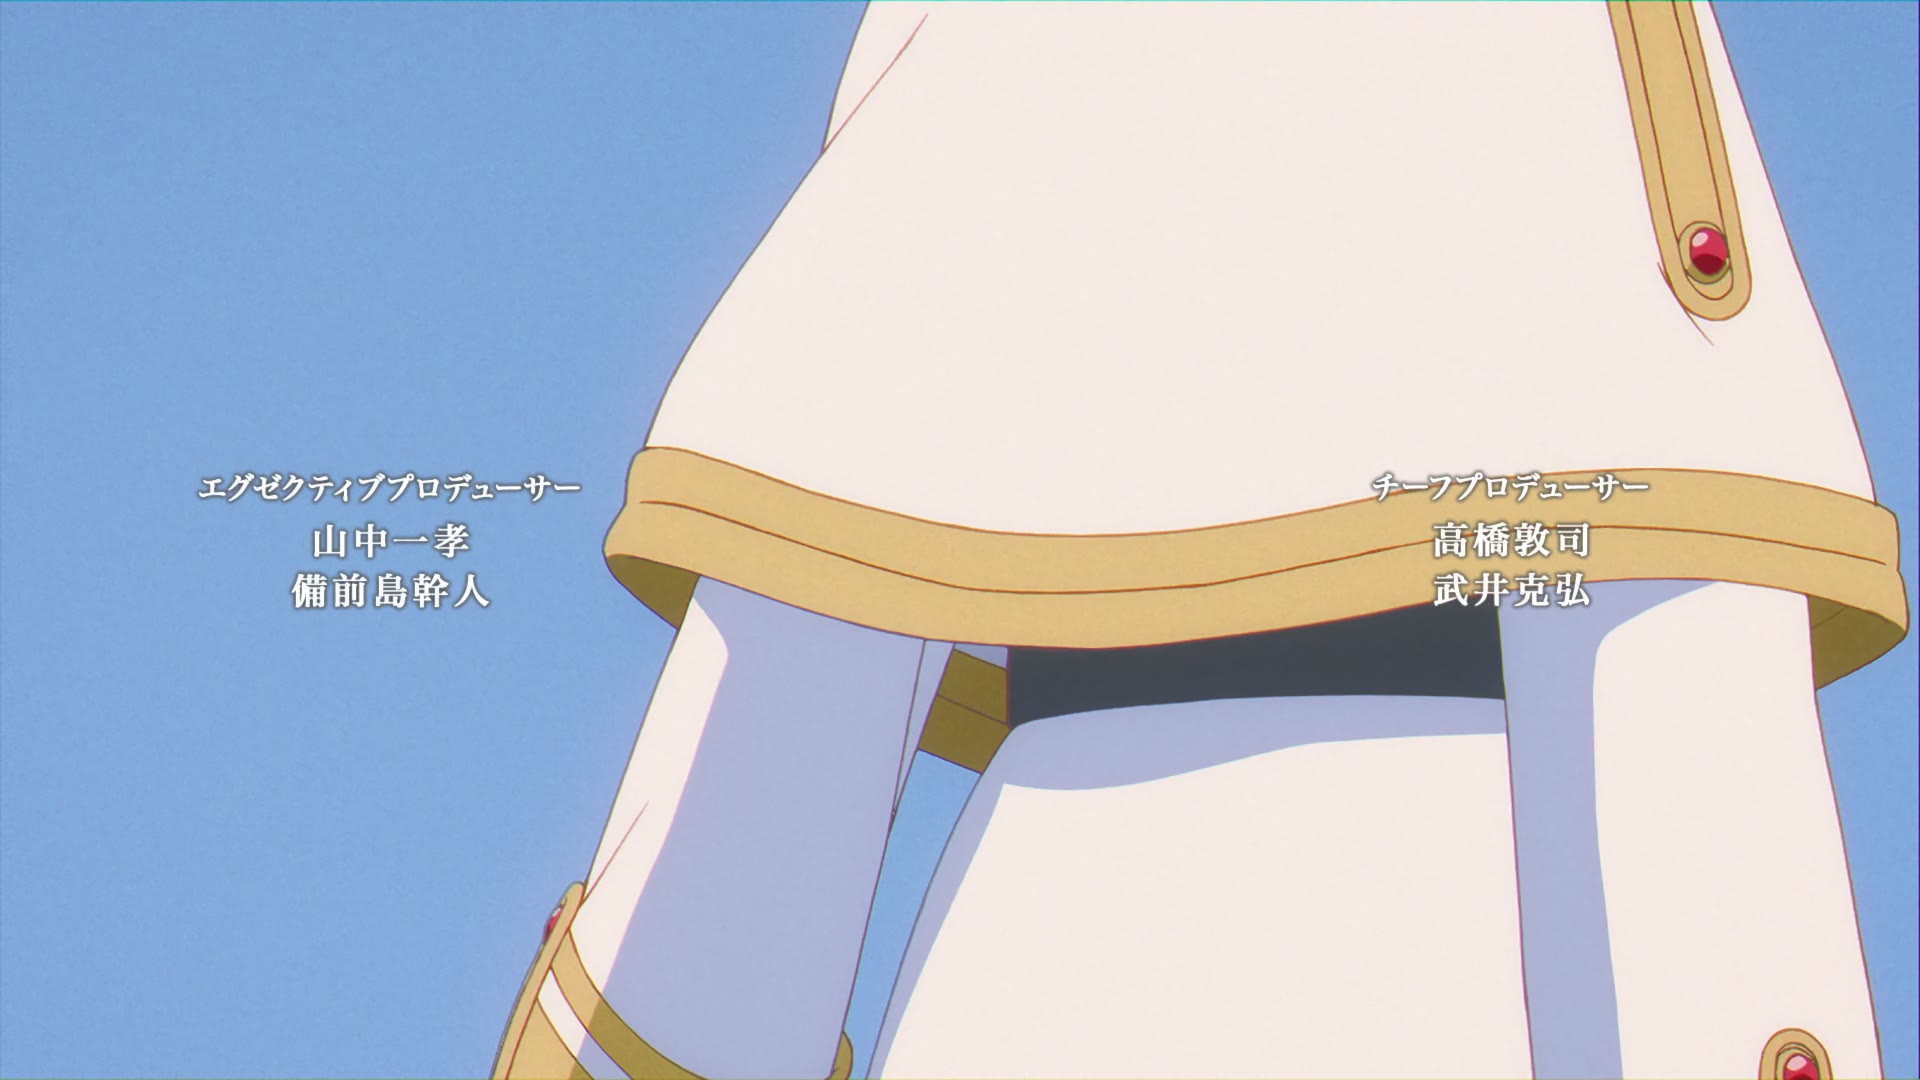 エグゼクティブプロデューサー
山中一孝
備前島幹人
チーフプロデューサー
高橋敦司
武井克弘